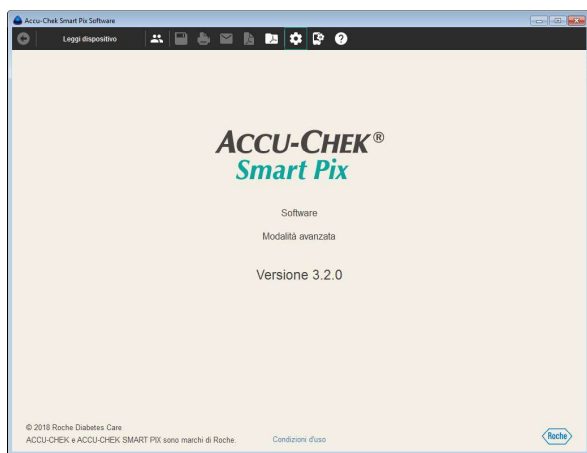 Accu-Chek Smart Pix Software
Leggi dispositivo
ACCU-CHEK®
Smart Pix
Software
Modalità avanzata
Versione 3.2.0
© 2018 Roche Diabetes Care
ACCU-CHEK e ACCU-CHEK SMART PIX sono marchi di Roche.
Condizioni d'uso
Roche